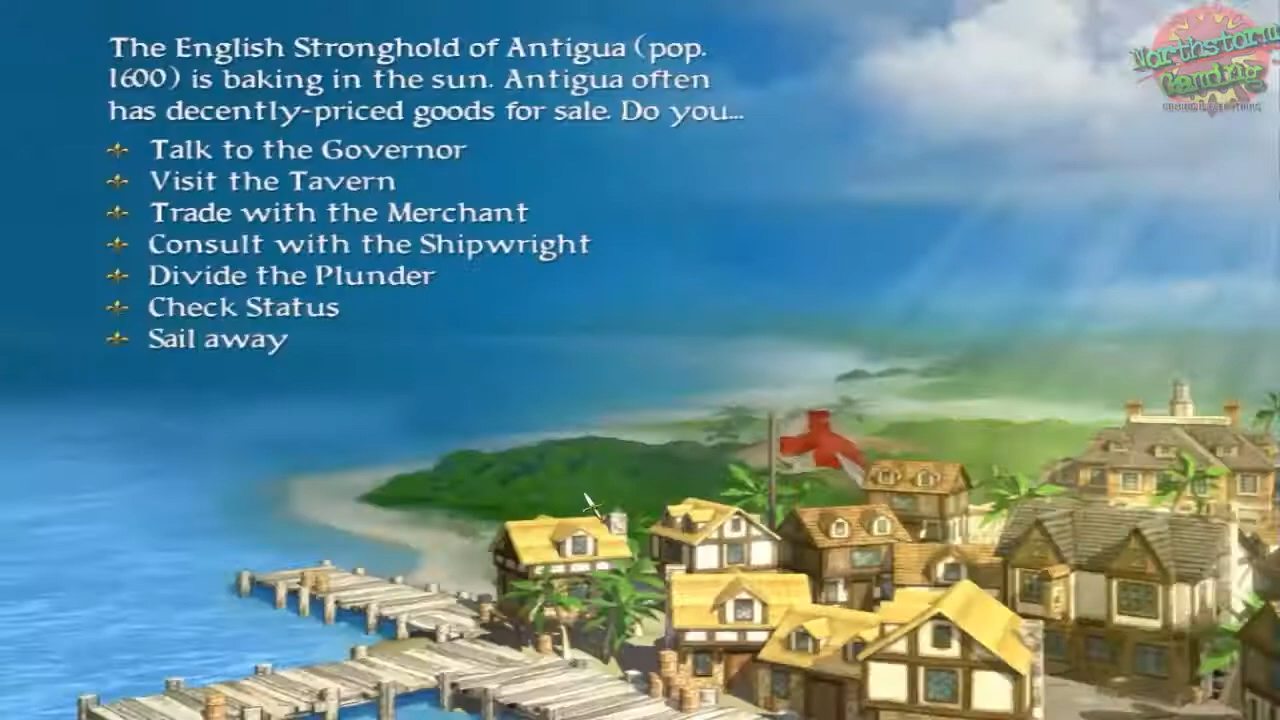 The English Stronghold of Antigua (pop.
1600) is baking in the sun. Antigua often
has decently-priced goods for sale. Do you...
Talk to the Governor
Visit the Tavern
Trade with the Merchant
Consult with the Shipwright
Divide the Plunder
Check Status
Sail away
Northstorm
Gaming